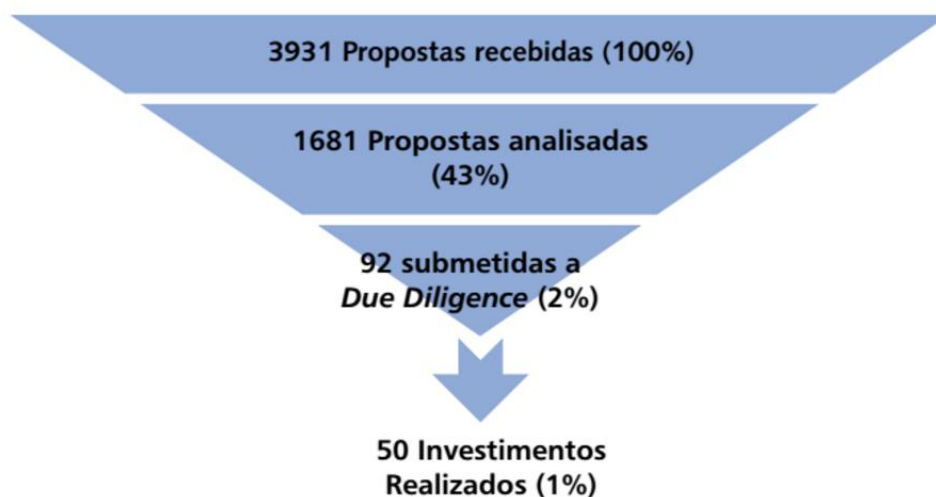 3931 Propostas recebidas (100%)
1681 Propostas analisadas
(43%)
92 submetidas a
Due Diligence (2%)
50 Investimentos
Realizados (1%)